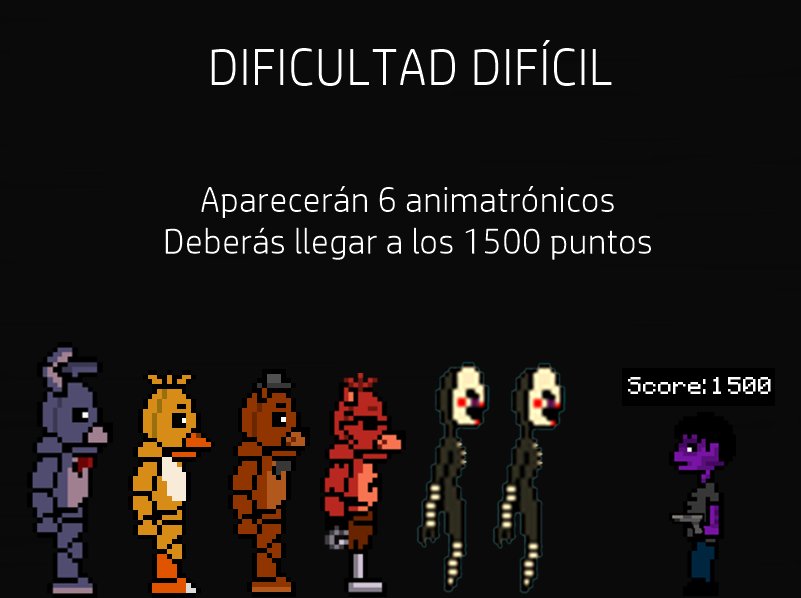 DIFICULTAD DIFÍCIL
Aparecerán 6 animatrónicos
Deberás llegar a los 1500 puntos
Score:1500